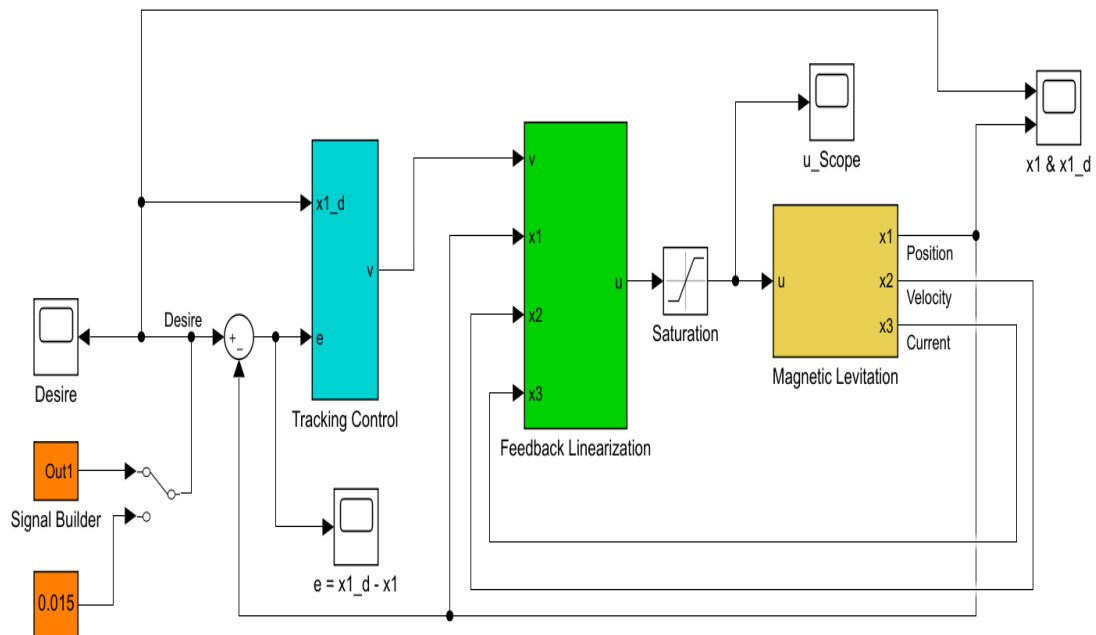 u_Scope
x1 & x1_d
x1_d
v
e
Tracking Control
v
x1
x2
x3
u
Feedback Linearization
Saturation
u
x1
x2
x3
Position
Velocity
Current
Magnetic Levitation
Desire
+
-
Desire
Out1
Signal Builder
e = x1_d - x1
0.015